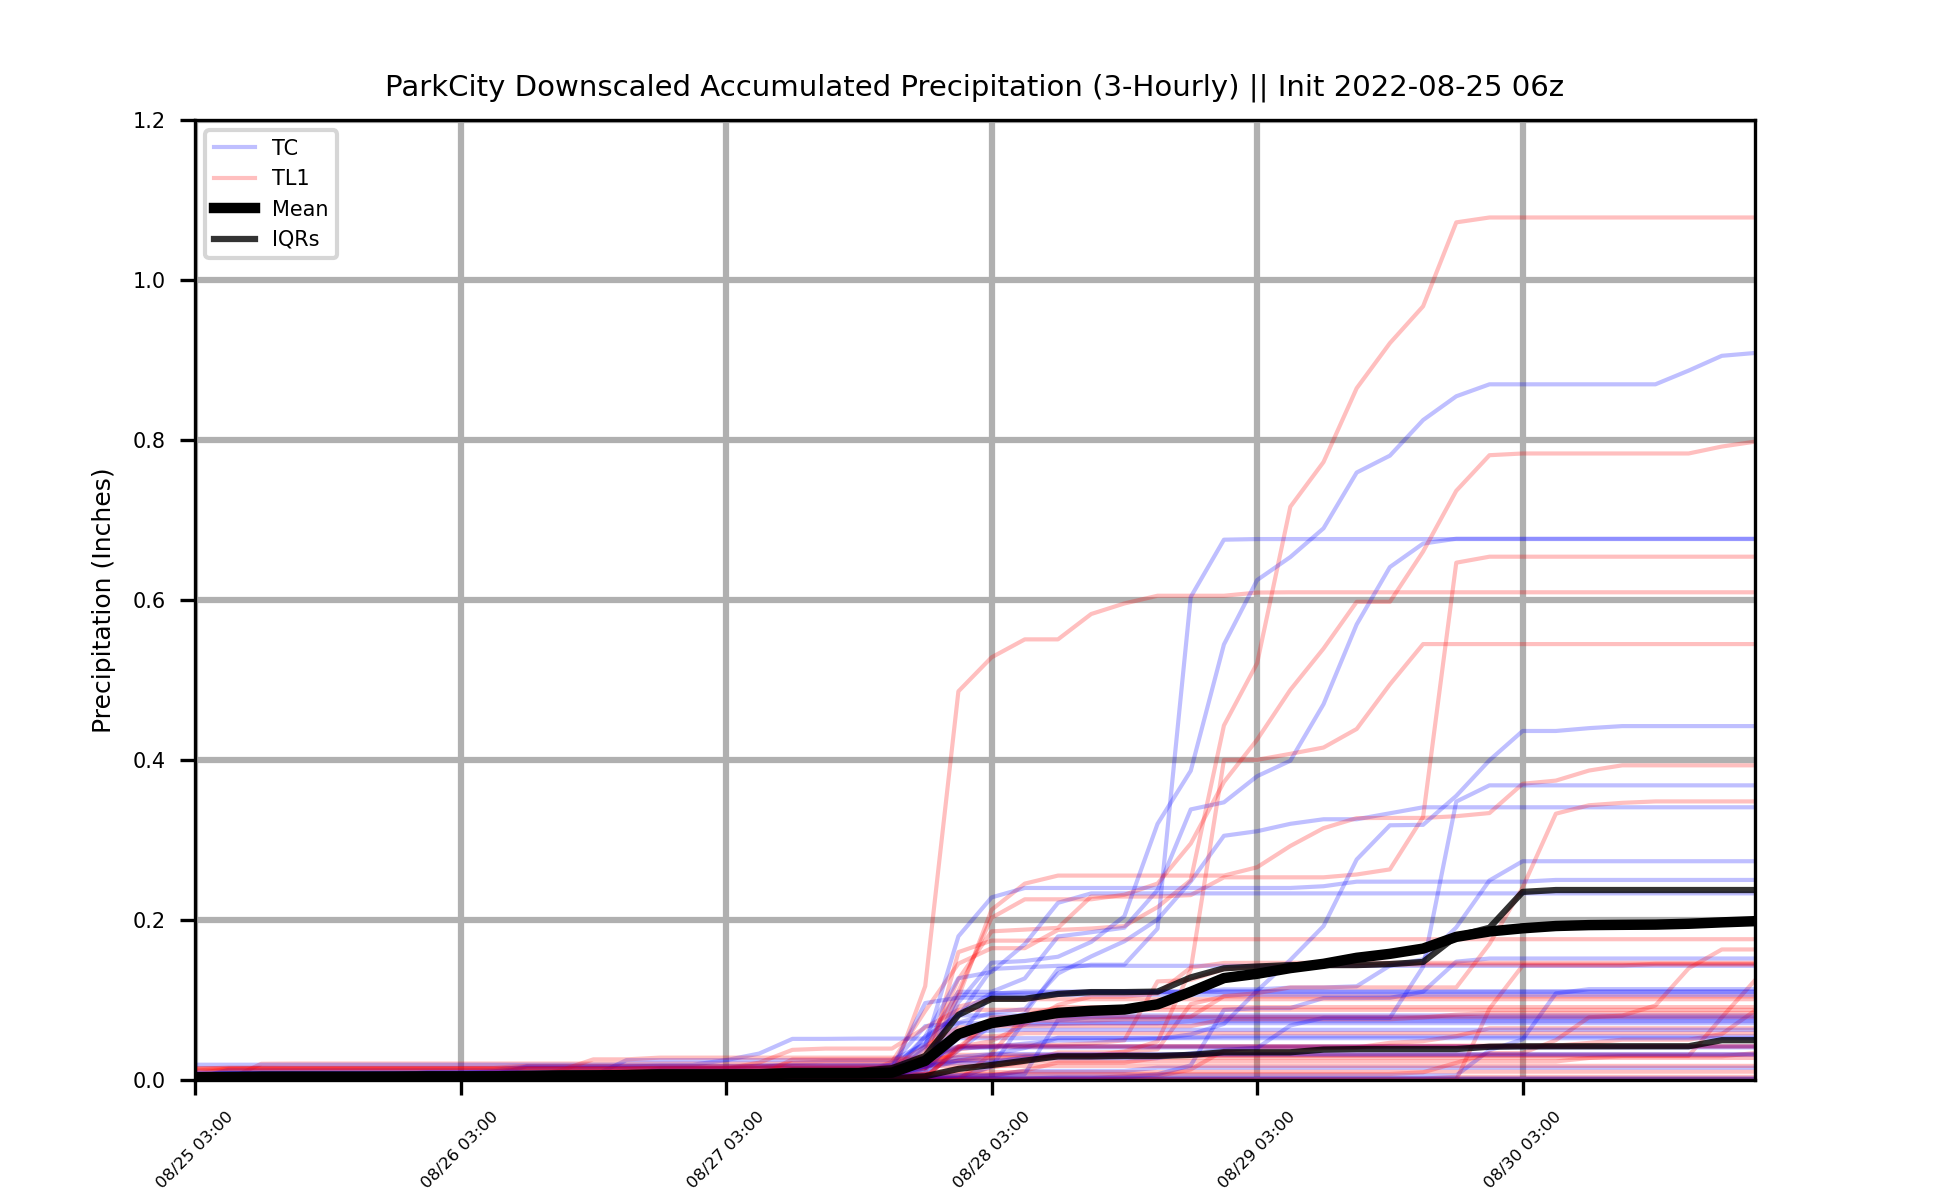 ParkCity Downscaled Accumulated Precipitation (3-Hourly) || Init 2022-08-25 06z
1.2
1.0
0.8
0.6
0.4
0.2
0.0
Precipitation (Inches)
TC
TL1
Mean
IQRs
08/25 03:00
08/26 03:00
08/27 03:00
08/28 03:00
08/29 03:00
08/30 03:00